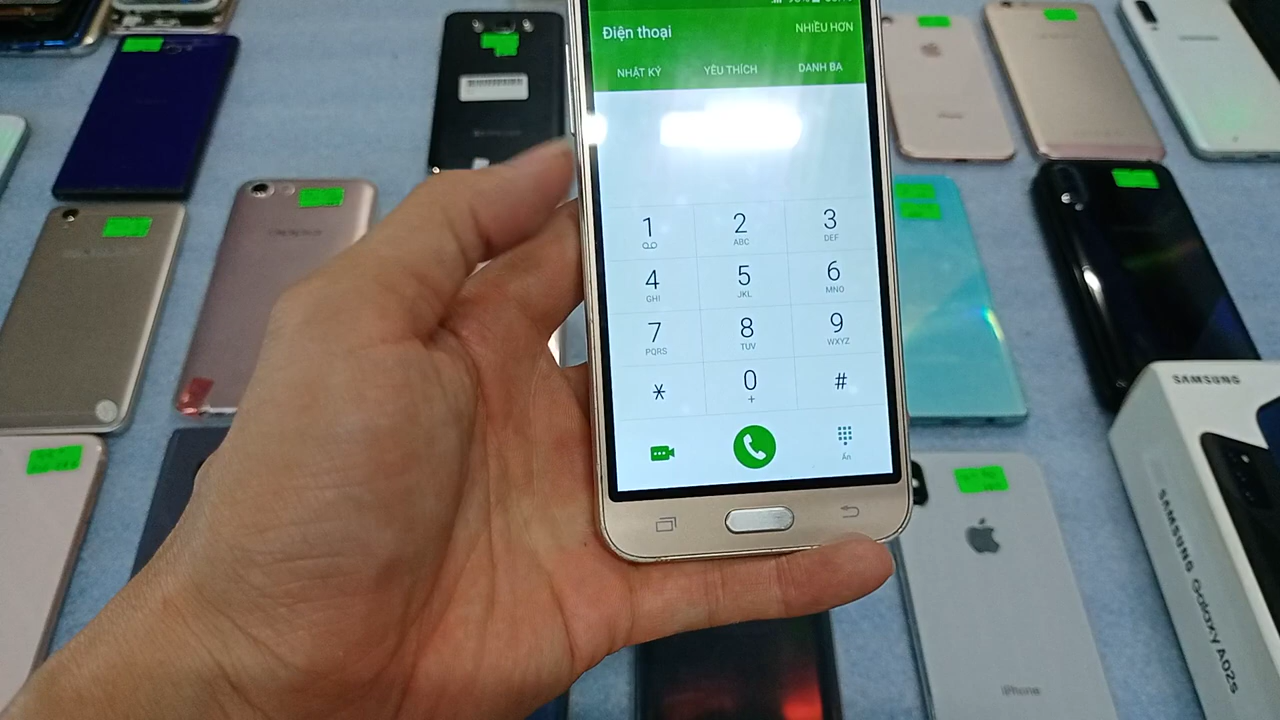 Điện thoại
NHIỀU HƠN
NHẬT KÝ
YÊU THÍCH
DANH BẠ
1
2
ABC
3
DEF
4
GHI
5
JKL
6
MNO
7
PQRS
8
TUV
9
WXYZ
*
0
+
#
Ẩn
SAMSUNG
SAMSUNG Galaxy A02s
iPhone